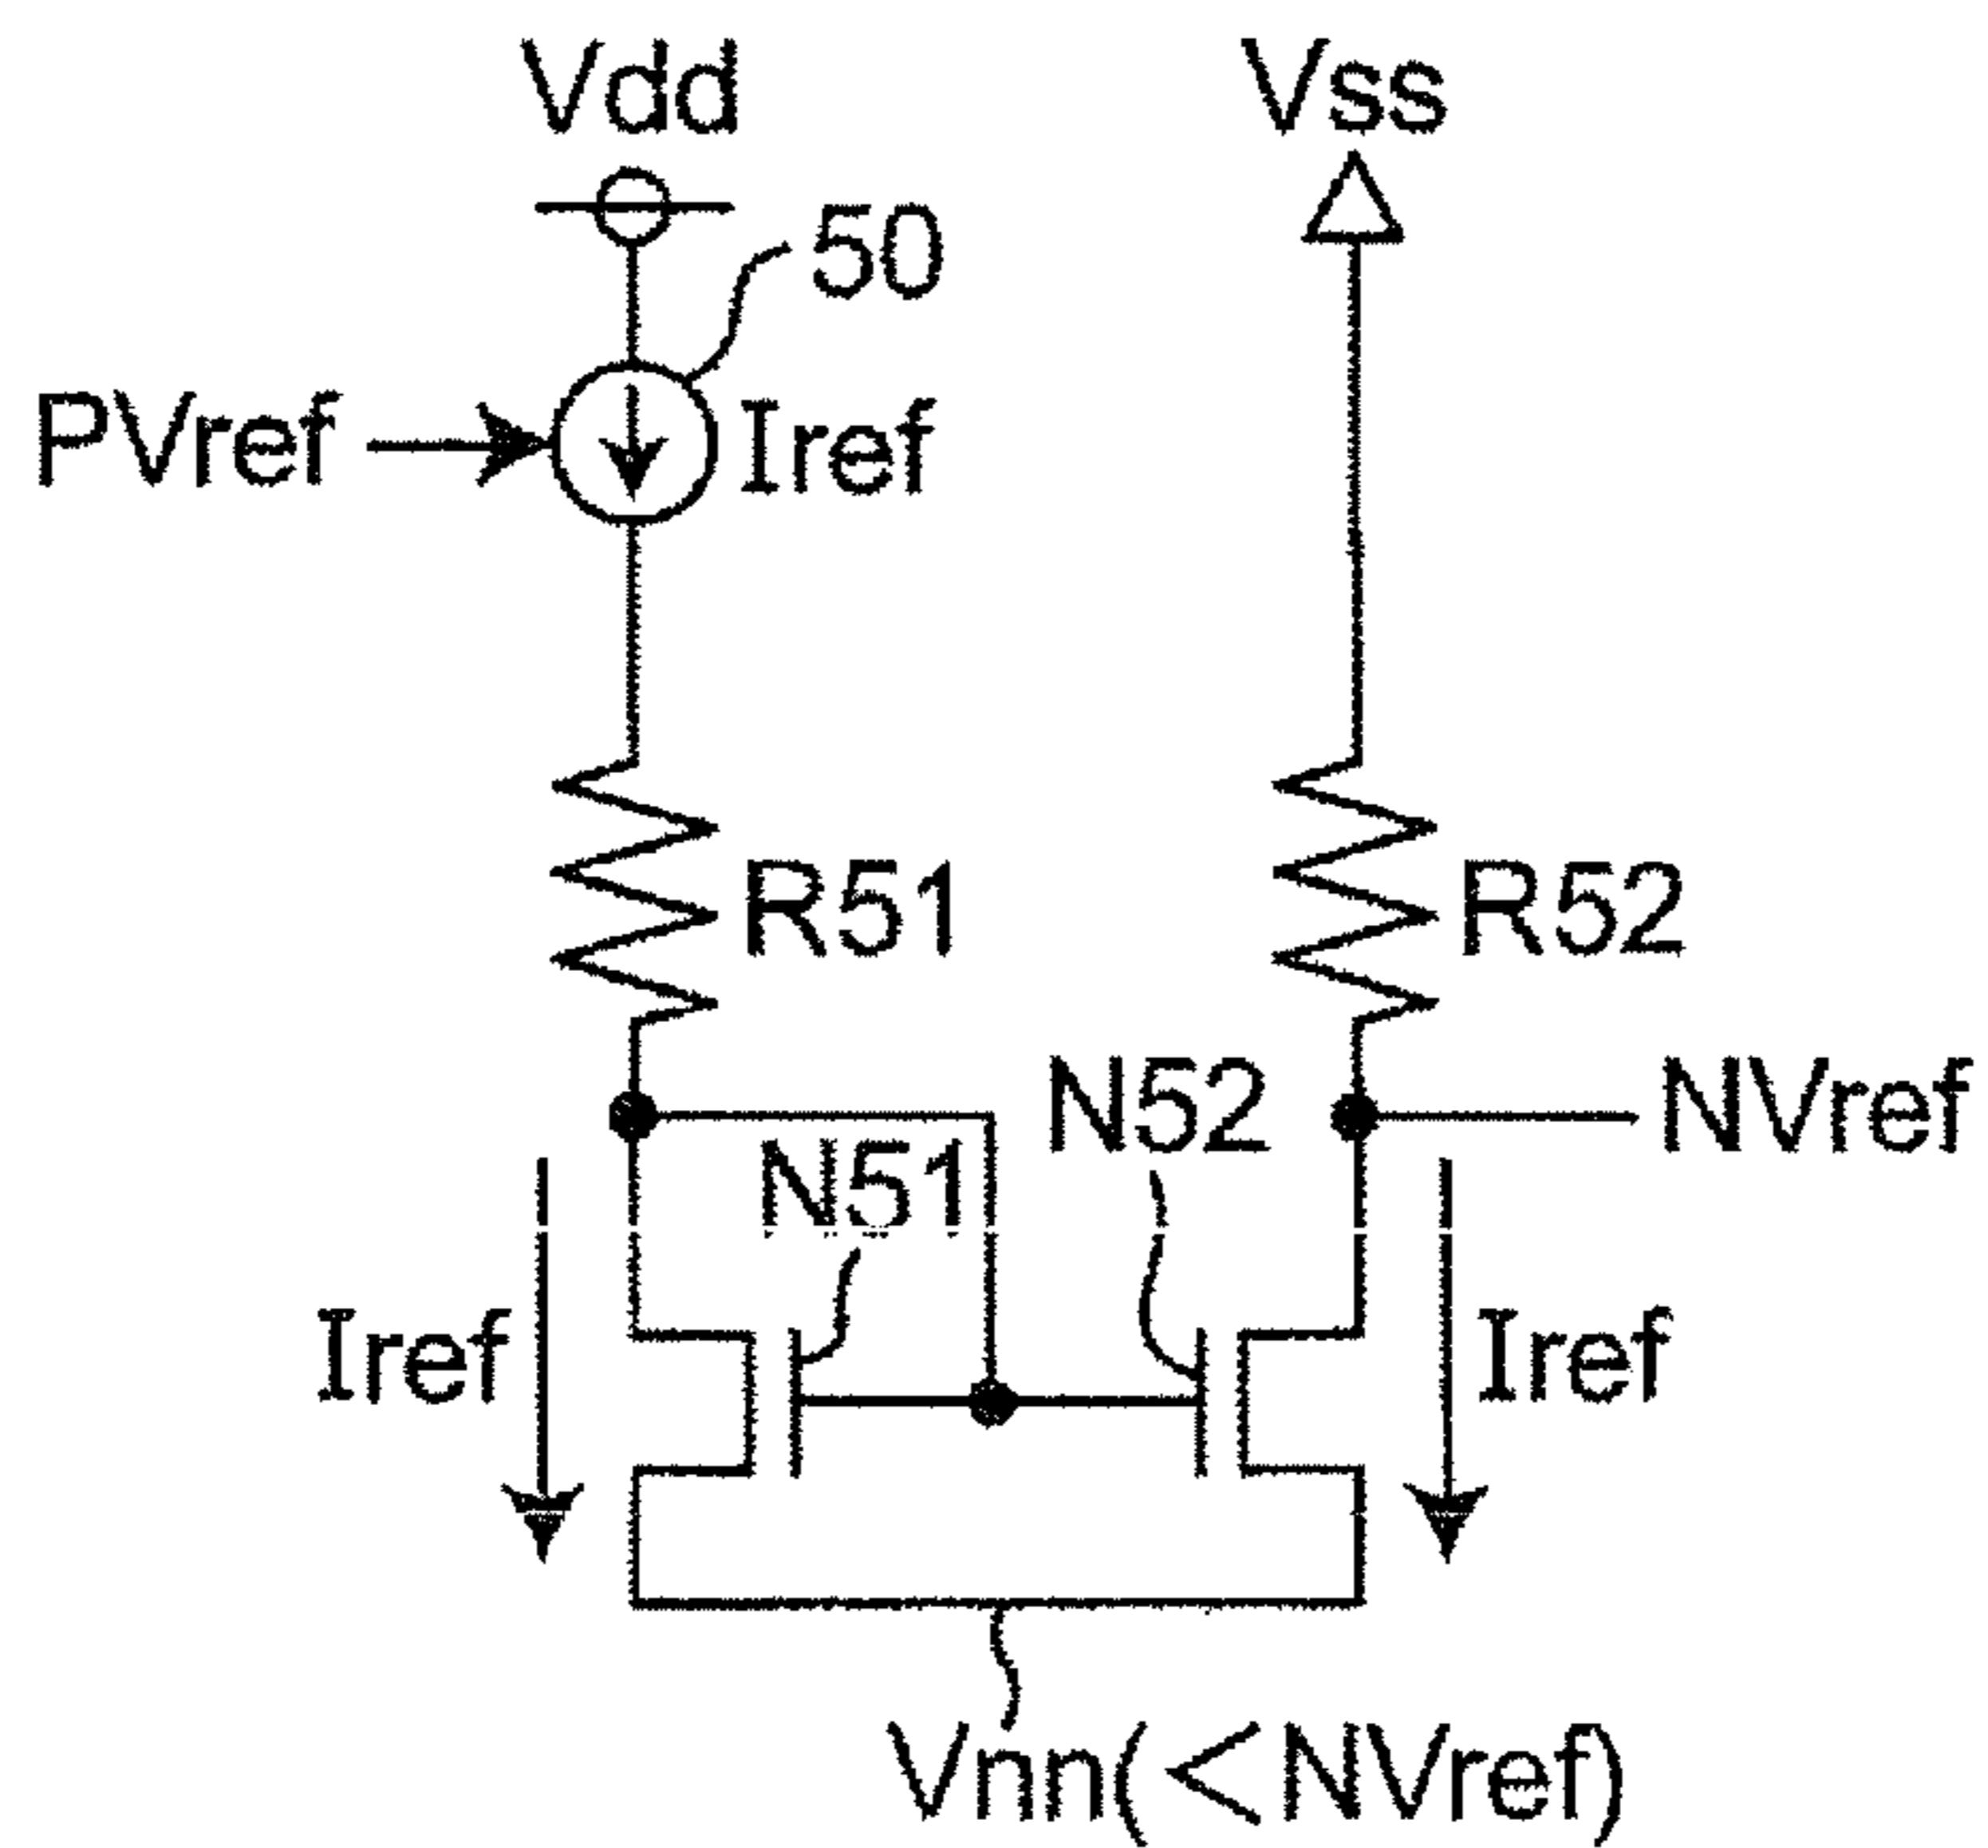 Vdd
Vss
50
PVref
Iref
R51
R52
N52
NVref
N51
Iref
Iref
Vnn(<NVref)